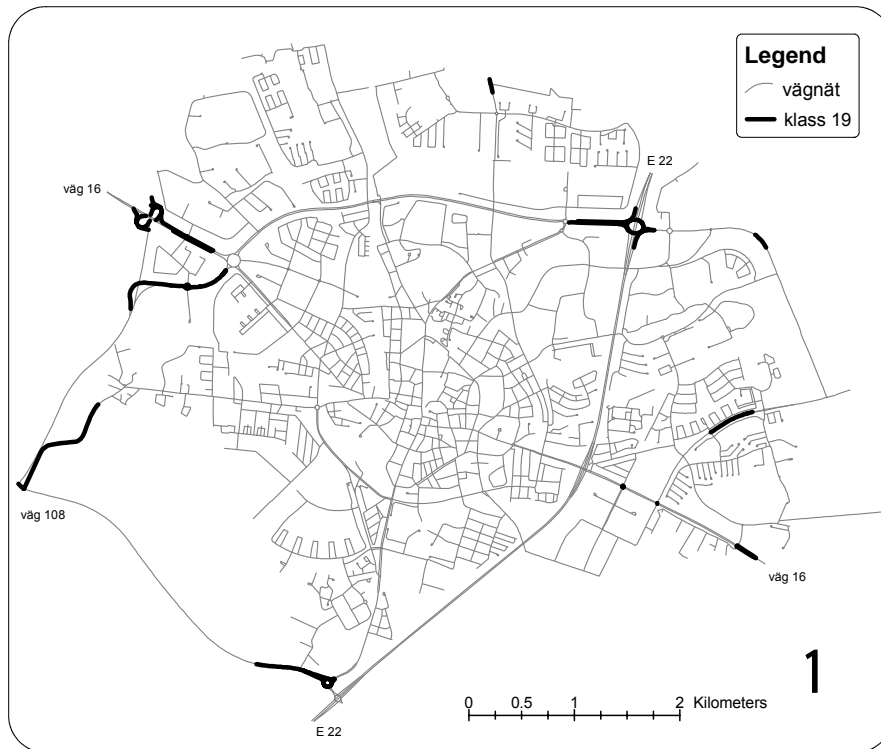 Legend
vägnät
klass 19
E 22
väg 16
väg 108
väg 16
E 22
0 0.5 1 2 Kilometers
1